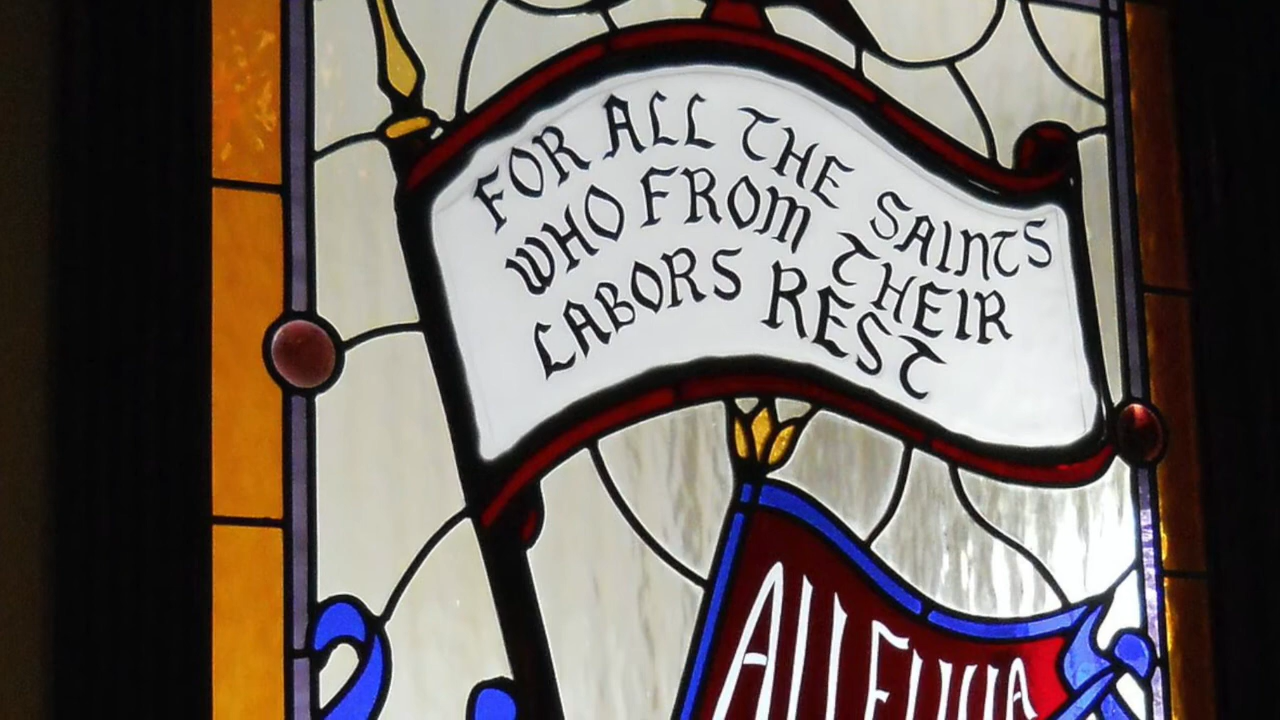 FOR ALL THE SAINTS
WHO FROM THEIR
LABORS REST
ALLELUIA